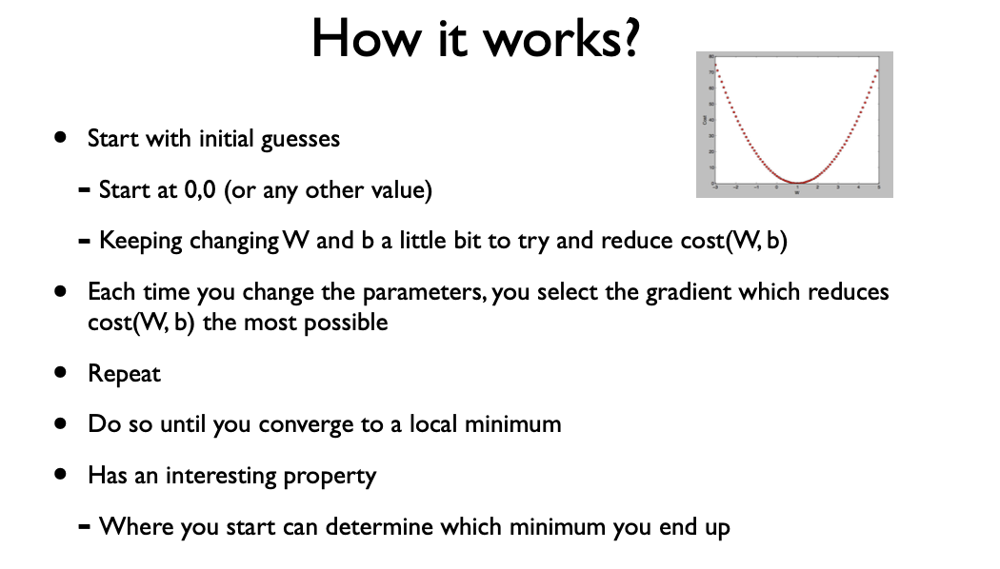 How it works?
80
70
60
50
40
30
20
10
0
Cost
-3 -2 -1 0 1 2 3 4 5
W
• Start with initial guesses
- Start at 0,0 (or any other value)
- Keeping changing W and b a little bit to try and reduce cost(W, b)
• Each time you change the parameters, you select the gradient which reduces
cost(W, b) the most possible
• Repeat
• Do so until you converge to a local minimum
• Has an interesting property
- Where you start can determine which minimum you end up